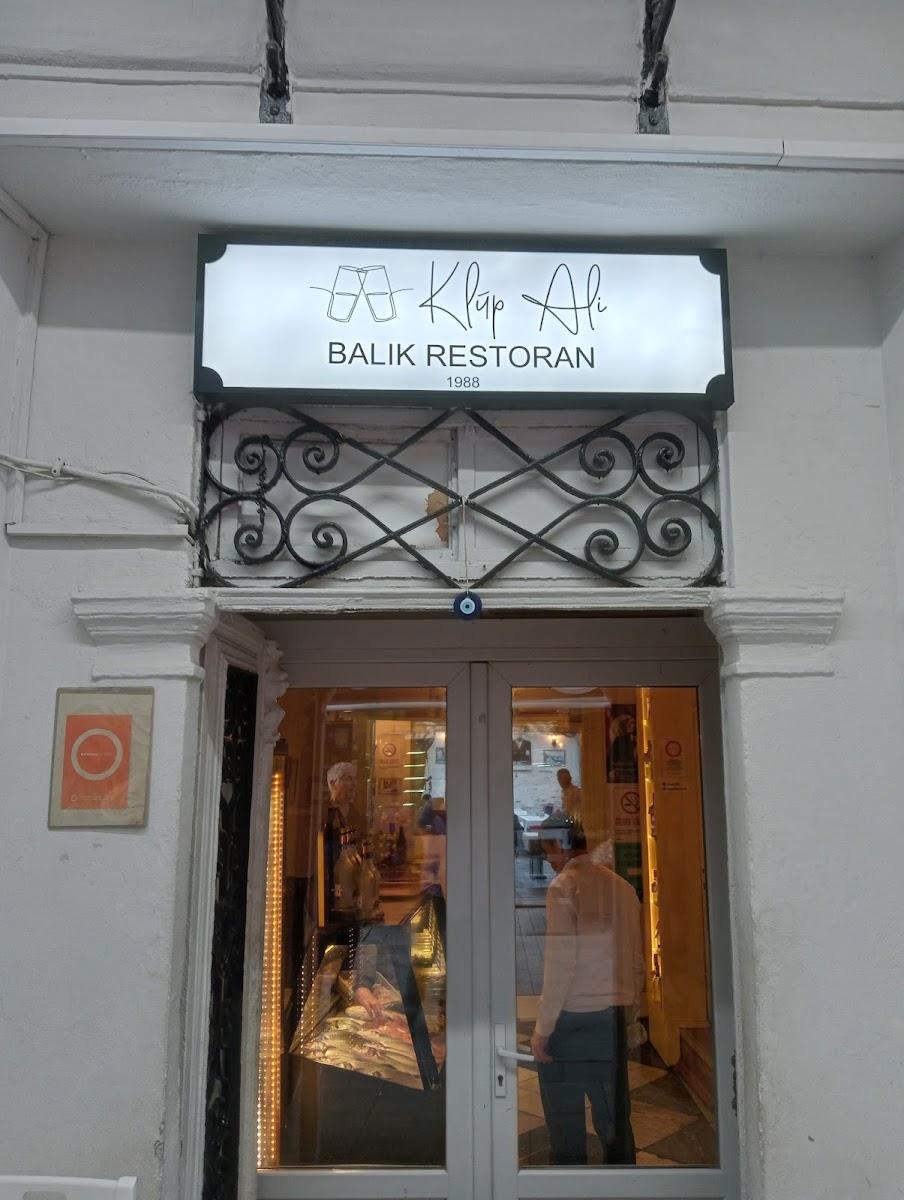 Klüp Ali
BALIK RESTORAN
1988